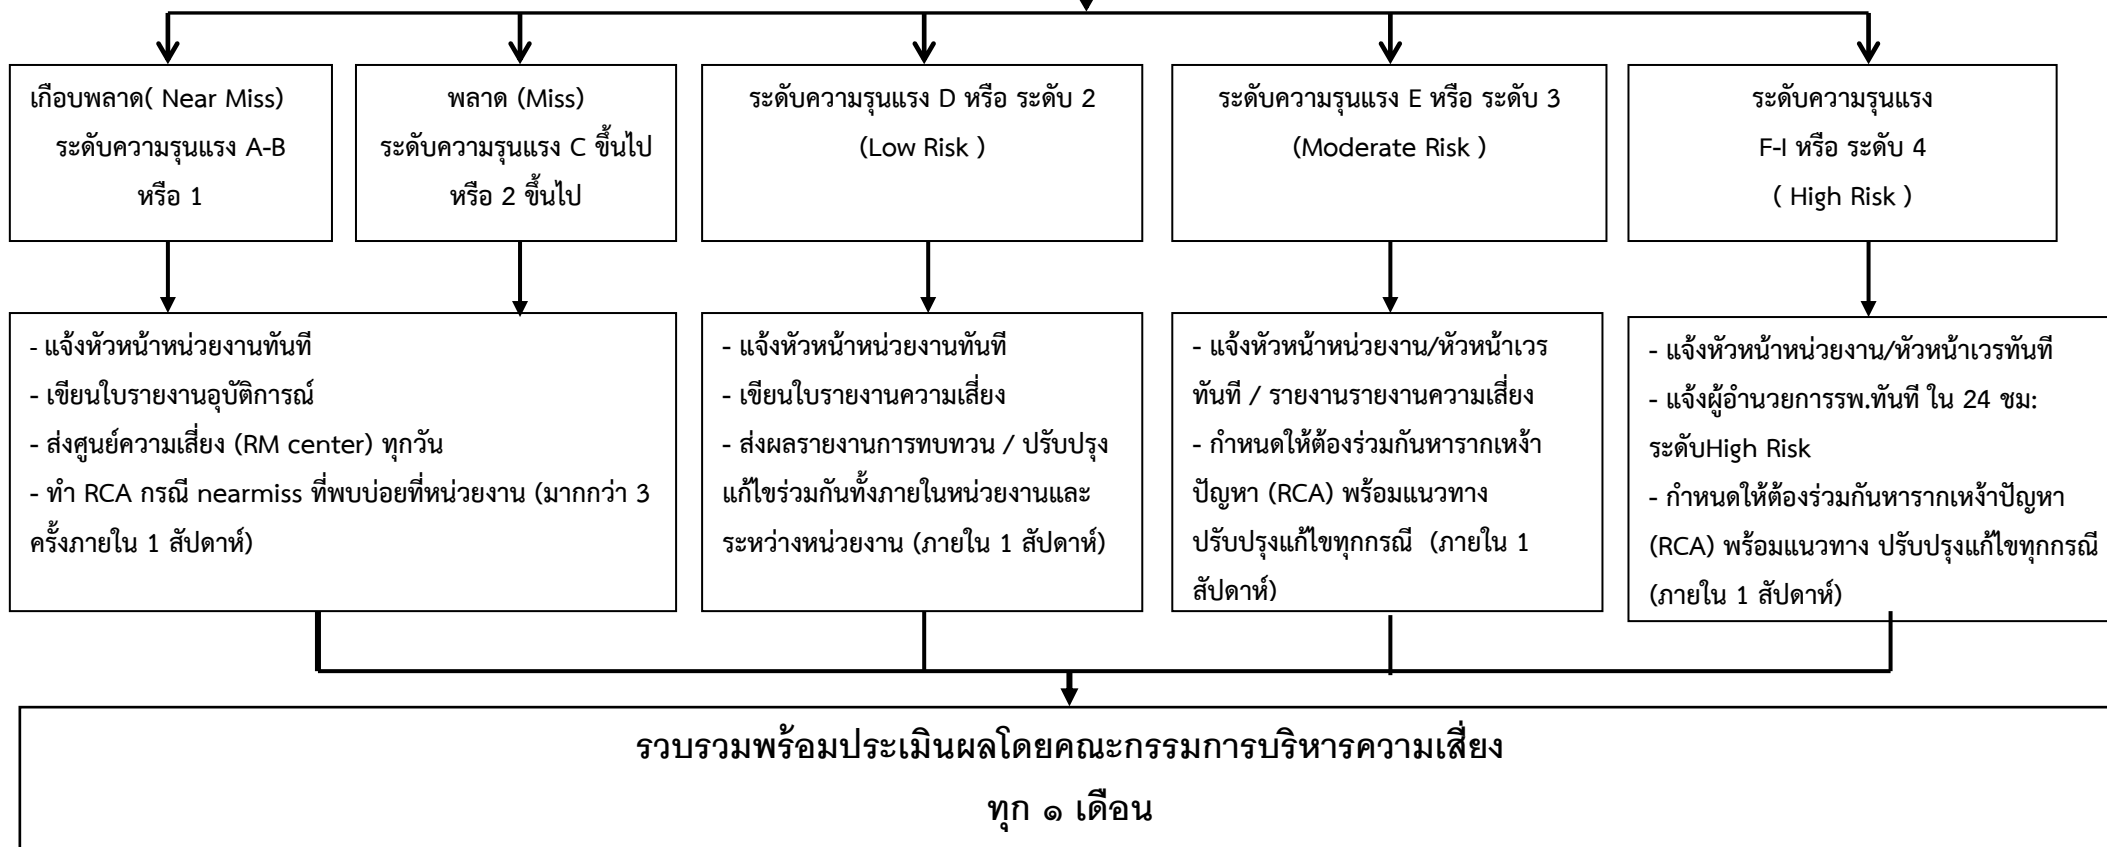 เกือบพลาด( Near Miss)
ระดับความรุนแรง A-B
หรือ 1
พลาด (Miss)
ระดับความรุนแรง C ขึ้นไป
หรือ 2 ขึ้นไป
ระดับความรุนแรง D หรือ ระดับ 2
(Low Risk )
ระดับความรุนแรง E หรือ ระดับ 3
(Moderate Risk )
ระดับความรุนแรง
F-I หรือ ระดับ 4
( High Risk )
- แจ้งหัวหน้าหน่วยงานทันที
- เขียนใบรายงานอุบัติการณ์
- ส่งศูนย์ความเสี่ยง (RM center) ทุกวัน
- ทำ RCA กรณี nearmiss ที่พบบ่อยที่หน่วยงาน (มากกว่า 3
ครั้งภายใน 1 สัปดาห์)
- แจ้งหัวหน้าหน่วยงานทันที
- เขียนใบรายงานความเสี่ยง
- ส่งผลรายงานการทบทวน / ปรับปรุง
แก้ไขร่วมกันทั้งภายในหน่วยงานและ
ระหว่างหน่วยงาน (ภายใน 1 สัปดาห์)
- แจ้งหัวหน้าหน่วยงาน/หัวหน้าเวร
ทันที / รายงานรายงานความเสี่ยง
- กำหนดให้ต้องร่วมกันหารากเหง้า
ปัญหา (RCA) พร้อมแนวทาง
ปรับปรุงแก้ไขทุกกรณี (ภายใน 1
สัปดาห์)
- แจ้งหัวหน้าหน่วยงาน/หัวหน้าเวรทันที
- แจ้งผู้อำนวยการรพ.ทันที ใน 24 ชม:
ระดับHigh Risk
- กำหนดให้ต้องร่วมกันหารากเหง้าปัญหา
(RCA) พร้อมแนวทาง ปรับปรุงแก้ไขทุกกรณี
(ภายใน 1 สัปดาห์)
รวบรวมพร้อมประเมินผลโดยคณะกรรมการบริหารความเสี่ยง
ทุก ๑ เดือน